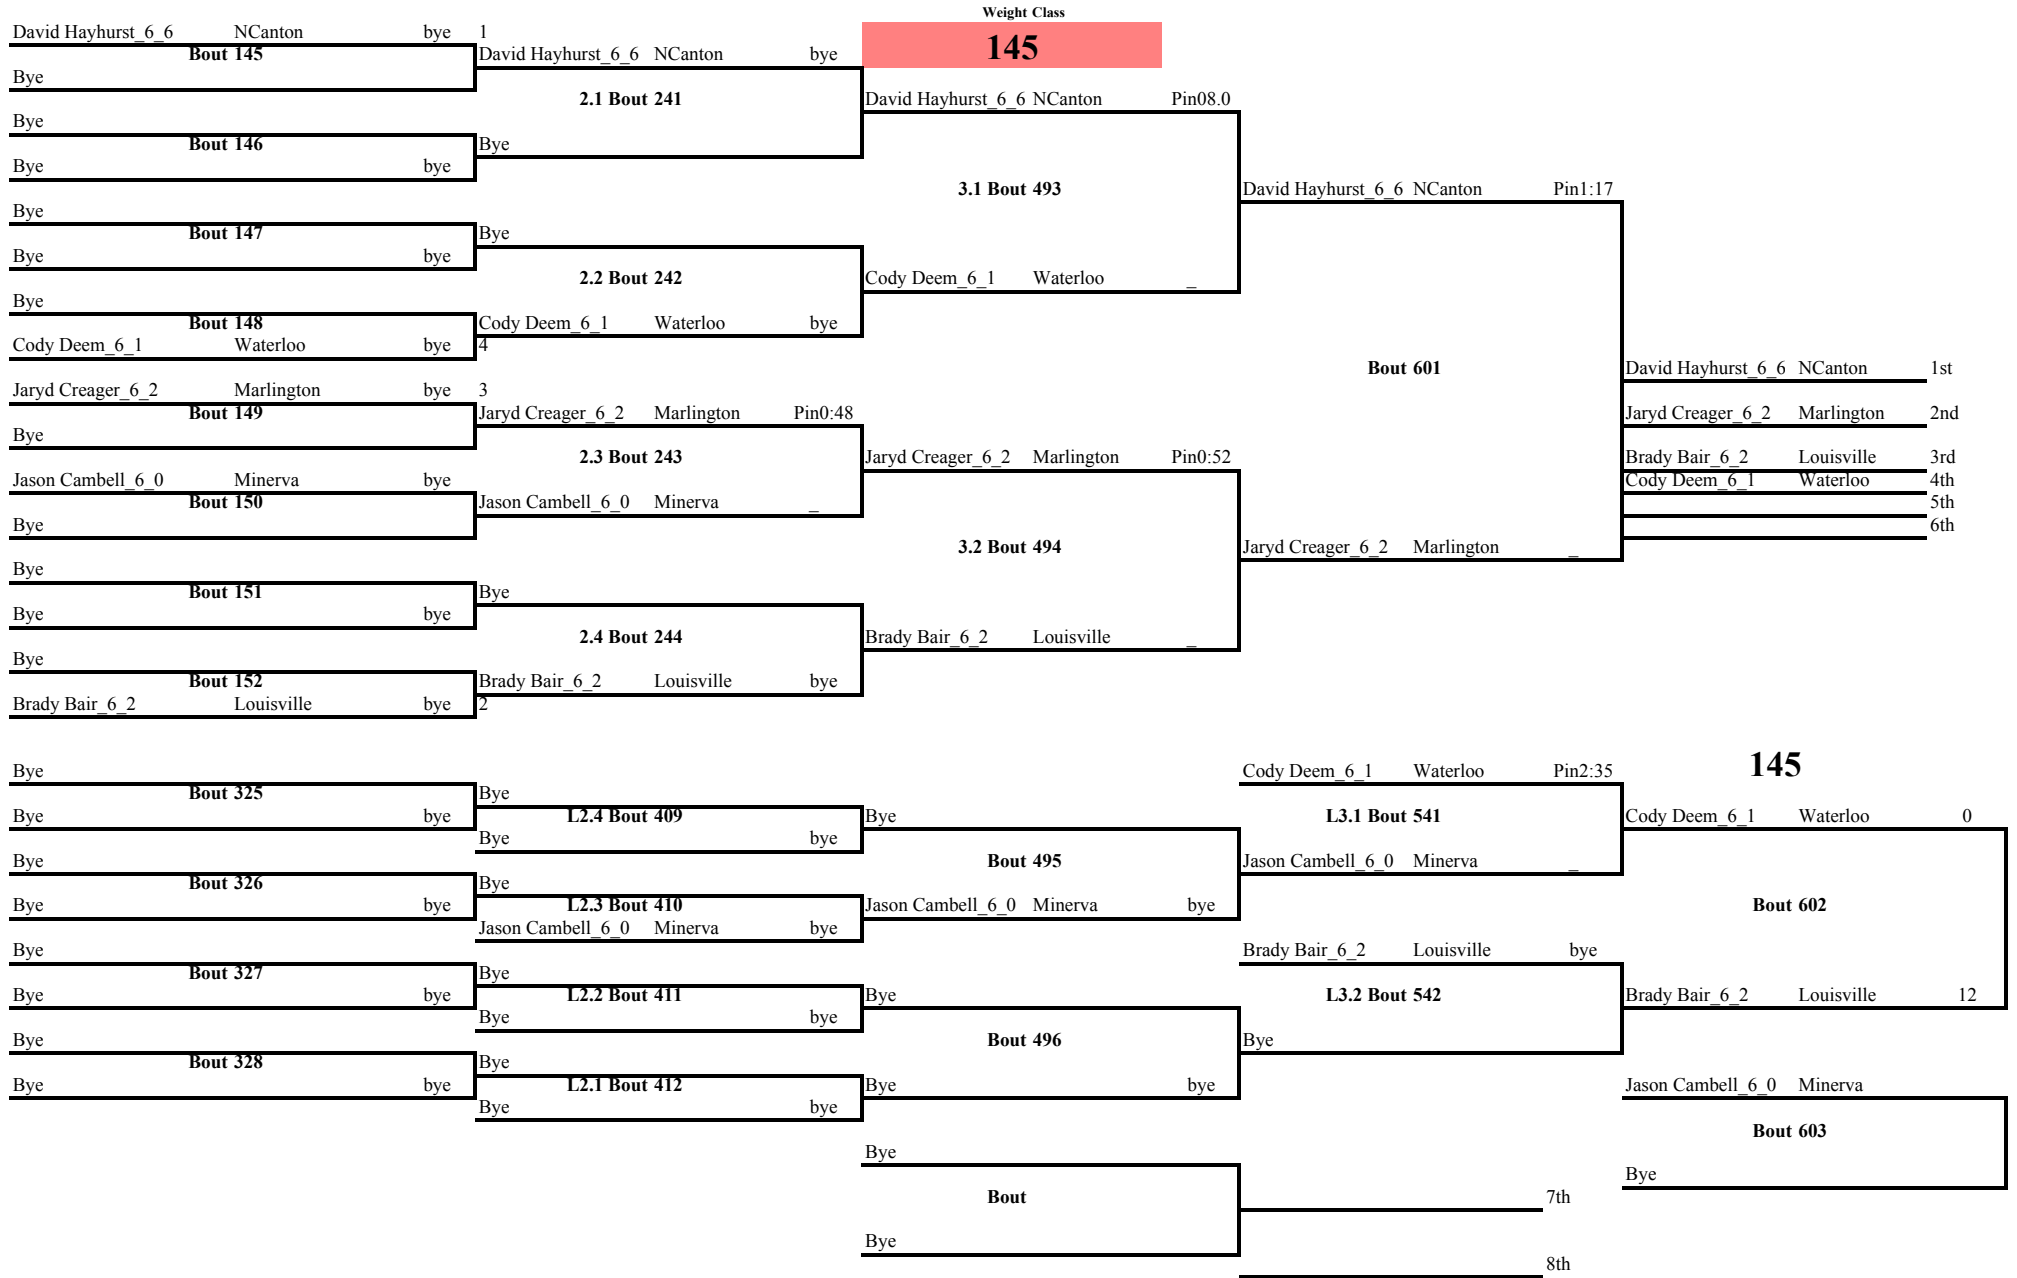 Weight Class
David Hayhurst_6_6 NCanton bye 1
145
Bout 145
David Hayhurst_6_6 NCanton bye
Bye
2.1 Bout 241
David Hayhurst_6_6 NCanton Pin08.0
Bye
Bout 146
Bye
Bye bye
3.1 Bout 493
David Hayhurst_6_6 NCanton Pin1:17
Bye
Bout 147
Bye
Bye bye
2.2 Bout 242
Cody Deem_6_1 Waterloo _
Bye
Bout 148
Cody Deem_6_1 Waterloo bye
Cody Deem_6_1 Waterloo bye 4
Bout 601
David Hayhurst_6_6 NCanton 1st
Jaryd Creager_6_2 Marlington bye 3
Bout 149
Jaryd Creager_6_2 Marlington Pin0:48
Jaryd Creager_6_2 Marlington 2nd
Bye
2.3 Bout 243
Jaryd Creager_6_2 Marlington Pin0:52
Brady Bair_6_2 Louisville 3rd
Jason Cambell_6_0 Minerva bye
Cody Deem_6_1 Waterloo 4th
Bout 150
Jason Cambell_6_0 Minerva _
5th
Bye
6th
3.2 Bout 494
Jaryd Creager_6_2 Marlington _
Bye
Bout 151
Bye
Bye bye
2.4 Bout 244
Brady Bair_6_2 Louisville _
Bye
Bout 152
Brady Bair_6_2 Louisville bye
Brady Bair_6_2 Louisville bye 2
145
Bye
Cody Deem_6_1 Waterloo Pin2:35
Bout 325
Bye
Bye bye
L2.4 Bout 409
Bye
L3.1 Bout 541
Cody Deem_6_1 Waterloo 0
Bye bye
Bye
Bout 495
Jason Cambell_6_0 Minerva _
Bout 326
Bye
Bye bye
L2.3 Bout 410
Jason Cambell_6_0 Minerva bye
Bout 602
Jason Cambell_6_0 Minerva bye
Bye
Brady Bair_6_2 Louisville bye
Bout 327
Bye
Bye bye
L2.2 Bout 411
Bye
L3.2 Bout 542
Brady Bair_6_2 Louisville 12
Bye bye
Bye
Bout 496
Bye
Bout 328
Bye
Bye bye
L2.1 Bout 412
Bye bye
Jason Cambell_6_0 Minerva
Bye bye
Bout 603
Bye
Bye
Bout
7th
Bye
8th